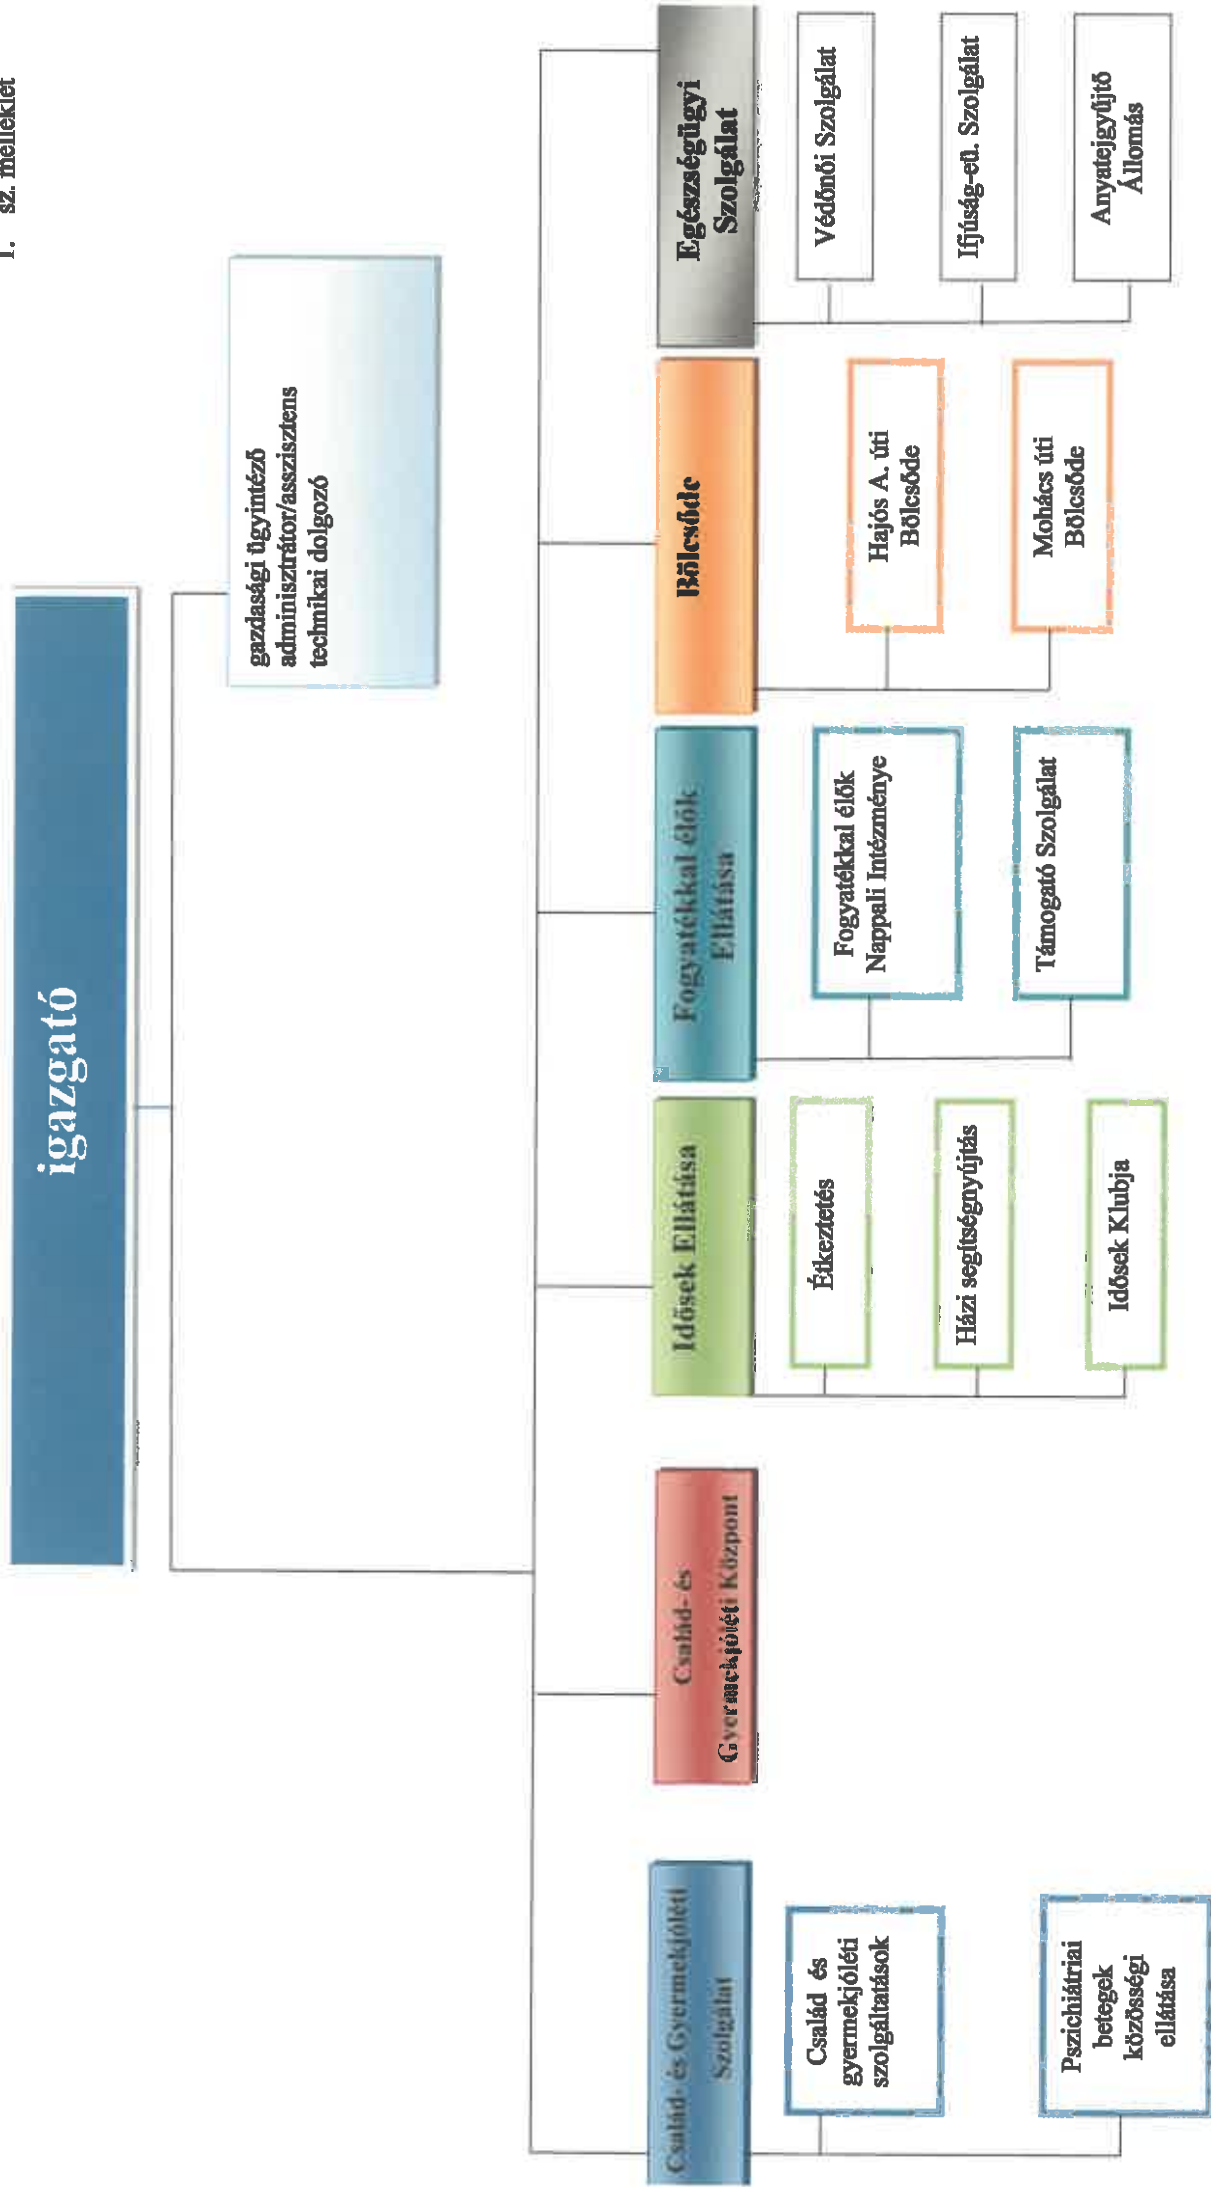 1. sz. melléklet
igazgató
gazdasági ügyintéző
adminisztrátor/asszisztens
technikai dolgozó
Család- és Gyermekjóléti
Szolgálat
Család- és
Gyermekjóléti Központ
Idősek Ellátása
Fogyatékkal élők
Ellátása
Bölcsőde
Egészségügyi
Szolgálat
Család és
gyermekjóléti
szolgáltatások
Pszichiátriai
betegek
közösségi
ellátása
Étkeztetés
Házi segítségnyújtás
Idősek Klubja
Fogyatékkal élők
Nappali Intézménye
Támogató Szolgálat
Hajós A. úti
Bölcsőde
Mohács úti
Bölcsőde
Védőnői Szolgálat
Ifjúság-eü. Szolgálat
Anyatejgyűjtő
Állomás